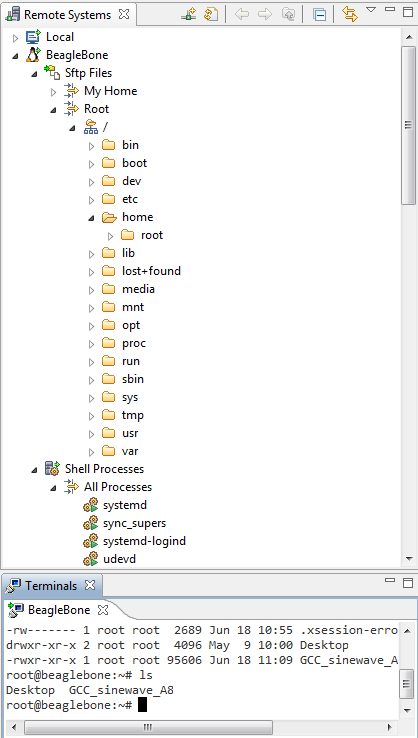 Remote Systems
Local
BeagleBone
Sftp Files
My Home
Root
/
bin
boot
dev
etc
home
root
lib
lost+found
media
mnt
opt
proc
run
sbin
sys
tmp
usr
var
Shell Processes
All Processes
systemd
sync_supers
systemd-logind
udevd
Terminals
BeagleBone
-rw------- 1 root root  2689 Jun 18 10:55 .xsession-erro
drwxr-xr-x 2 root root  4096 May  9 10:00 Desktop
-rwxr-xr-x 1 root root 95606 Jun 18 11:09 GCC_sinewave_A
root@beaglebone:~# ls
Desktop  GCC_sinewave_A8
root@beaglebone:~#